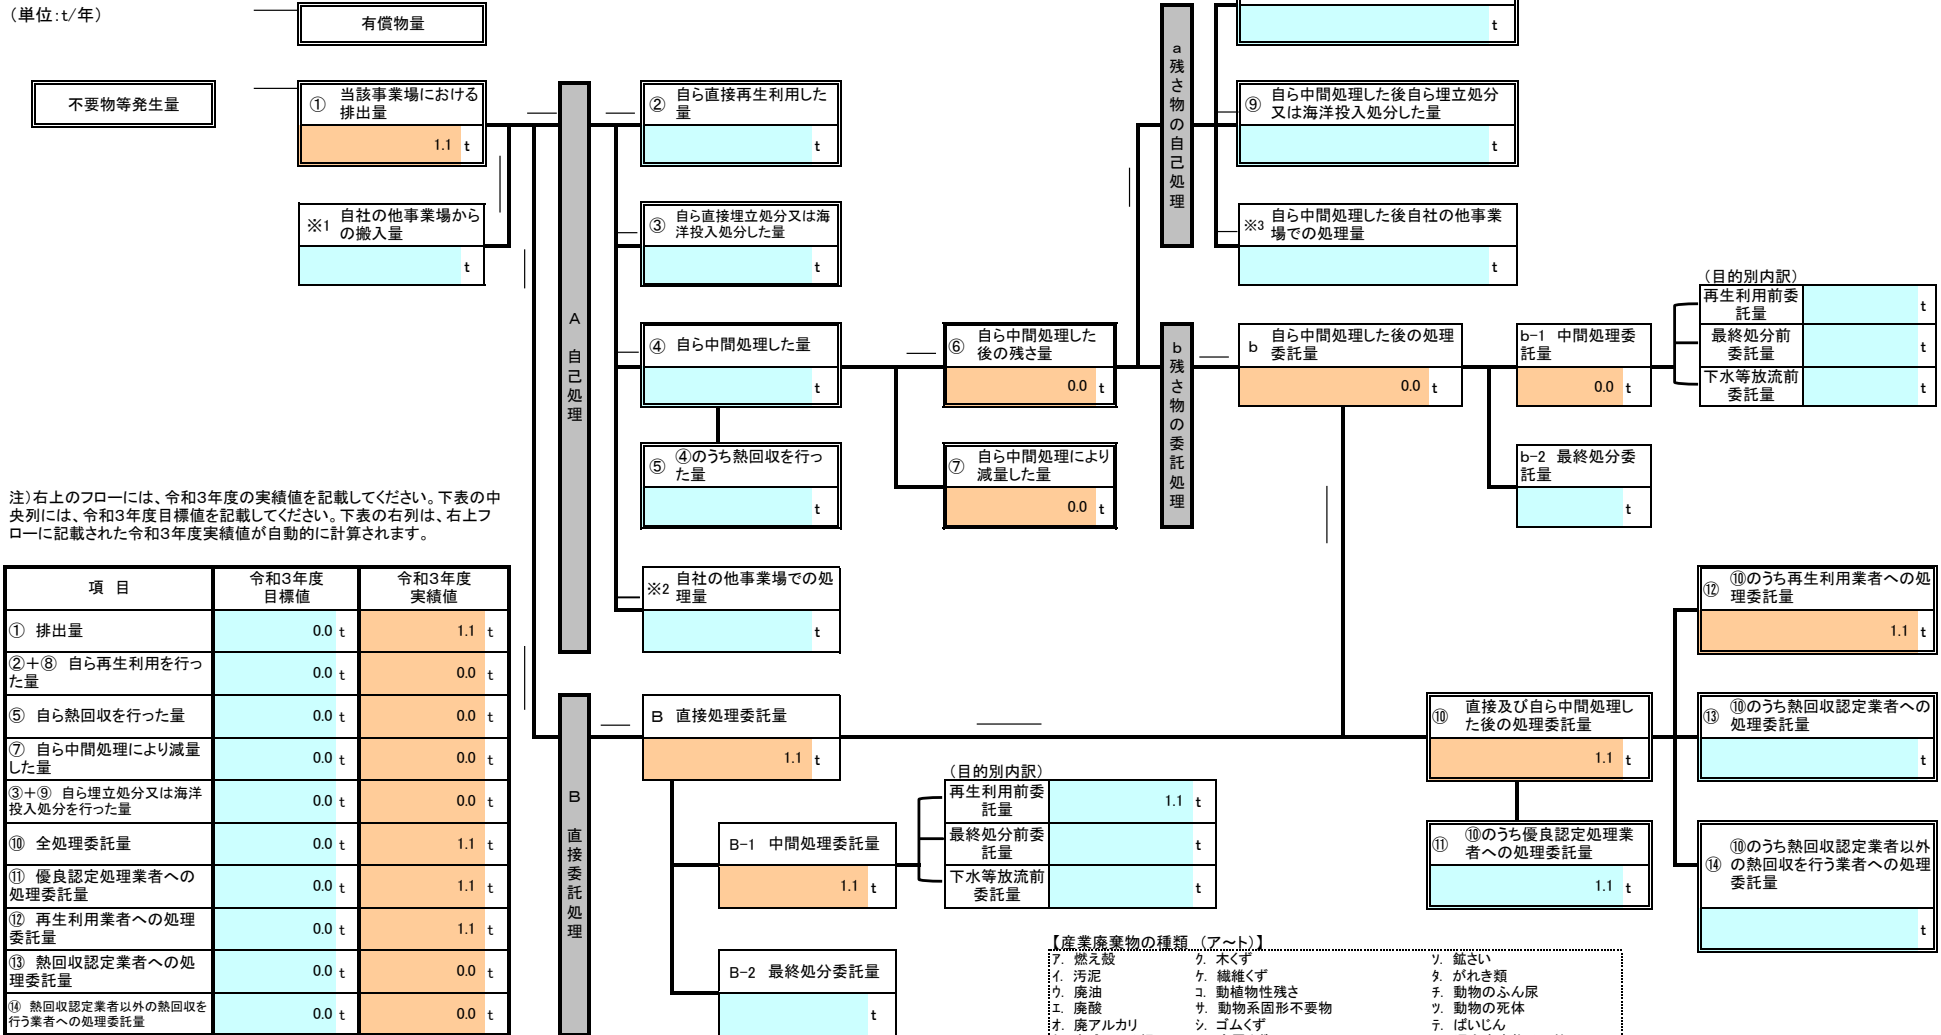 (単位:t/年)
有償物量
不要物等発生量
① 当該事業場における
排出量
1.1 t
※1 自社の他事業場から
の搬入量
t
A 自己処理
② 自ら直接再生利用した
量
t
③ 自ら直接埋立処分又は海
洋投入処分した量
t
④ 自ら中間処理した量
t
⑤ ④のうち熱回収を行っ
た量
t
※2 自社の他事業場での処
理量
t
⑥ 自ら中間処理した
後の残さ量
0.0 t
⑦ 自ら中間処理により
減量した量
0.0 t
a 残さ物の自己処理
t
⑨ 自ら中間処理した後自ら埋立処分
又は海洋投入処分した量
t
※3 自ら中間処理した後自社の他事業
場での処理量
t
b 残さ物の委託処理
b 自ら中間処理した後の処理
委託量
0.0 t
b-1 中間処理委
託量
0.0 t
b-2 最終処分委
託量
t
(目的別内訳)
再生利用前委
託量
t
最終処分前
委託量
t
下水等放流前
委託量
t
注)右上のフローには、令和3年度の実績値を記載してください。下表の中
央列には、令和3年度目標値を記載してください。下表の右列は、右上フ
ローに記載された令和3年度実績値が自動的に計算されます。
項 目 令和3年度 目標値 令和3年度 実績値
① 排出量 0.0 t 1.1 t
②+⑧ 自ら再生利用を行っ
た量 0.0 t 0.0 t
⑤ 自ら熱回収を行った量 0.0 t 0.0 t
⑦ 自ら中間処理により減量
した量 0.0 t 0.0 t
③+⑨ 自ら埋立処分又は海洋
投入処分を行った量 0.0 t 0.0 t
⑩ 全処理委託量 0.0 t 1.1 t
⑪ 優良認定処理業者への
処理委託量 0.0 t 1.1 t
⑫ 再生利用業者への処理
委託量 0.0 t 1.1 t
⑬ 熱回収認定業者への処
理委託量 0.0 t 0.0 t
⑭ 熱回収認定業者以外の熱回収を
行う業者への処理委託量 0.0 t 0.0 t
B 直接委託処理
B 直接処理委託量
1.1 t
B-1 中間処理委託量
1.1 t
B-2 最終処分委託量
t
(目的別内訳)
再生利用前委
託量
1.1 t
最終処分前委
託量
t
下水等放流前
委託量
t
⑩ 直接及び自ら中間処理し
た後の処理委託量
1.1 t
⑪ ⑩のうち優良認定処理業
者への処理委託量
1.1 t
⑫ ⑩のうち再生利用業者への処
理委託量
1.1 t
⑬ ⑩のうち熱回収認定業者への
処理委託量
t
⑭ ⑩のうち熱回収認定業者以外
の熱回収を行う業者への処理
委託量
t
【産業廃棄物の種類 (ア~ト)】
ア. 燃え殻 ク. 木くず ソ. 鉱さい
イ. 汚泥 ケ. 繊維くず タ. がれき類
ウ. 廃油 コ. 動植物性残さ チ. 動物のふん尿
エ. 廃酸 サ. 動物系固形不要物 ツ. 動物の死体
オ. 廃アルカリ シ. ゴムくず テ. ばいじん